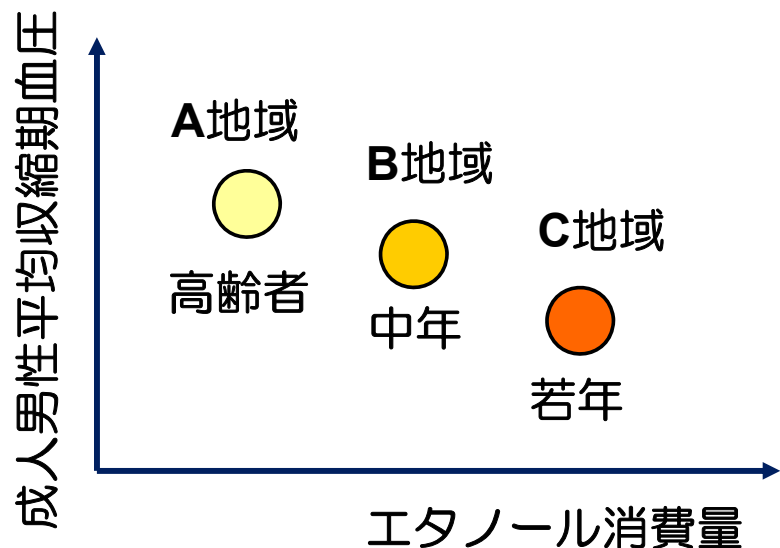 成人男性平均収縮期血圧
A地域
高齢者
B地域
中年
C地域
若年
エタノール消費量